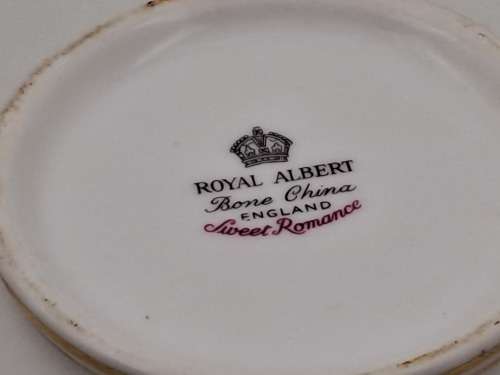 ROYAL ALBERT
Bone China
ENGLAND
Sweet Romance